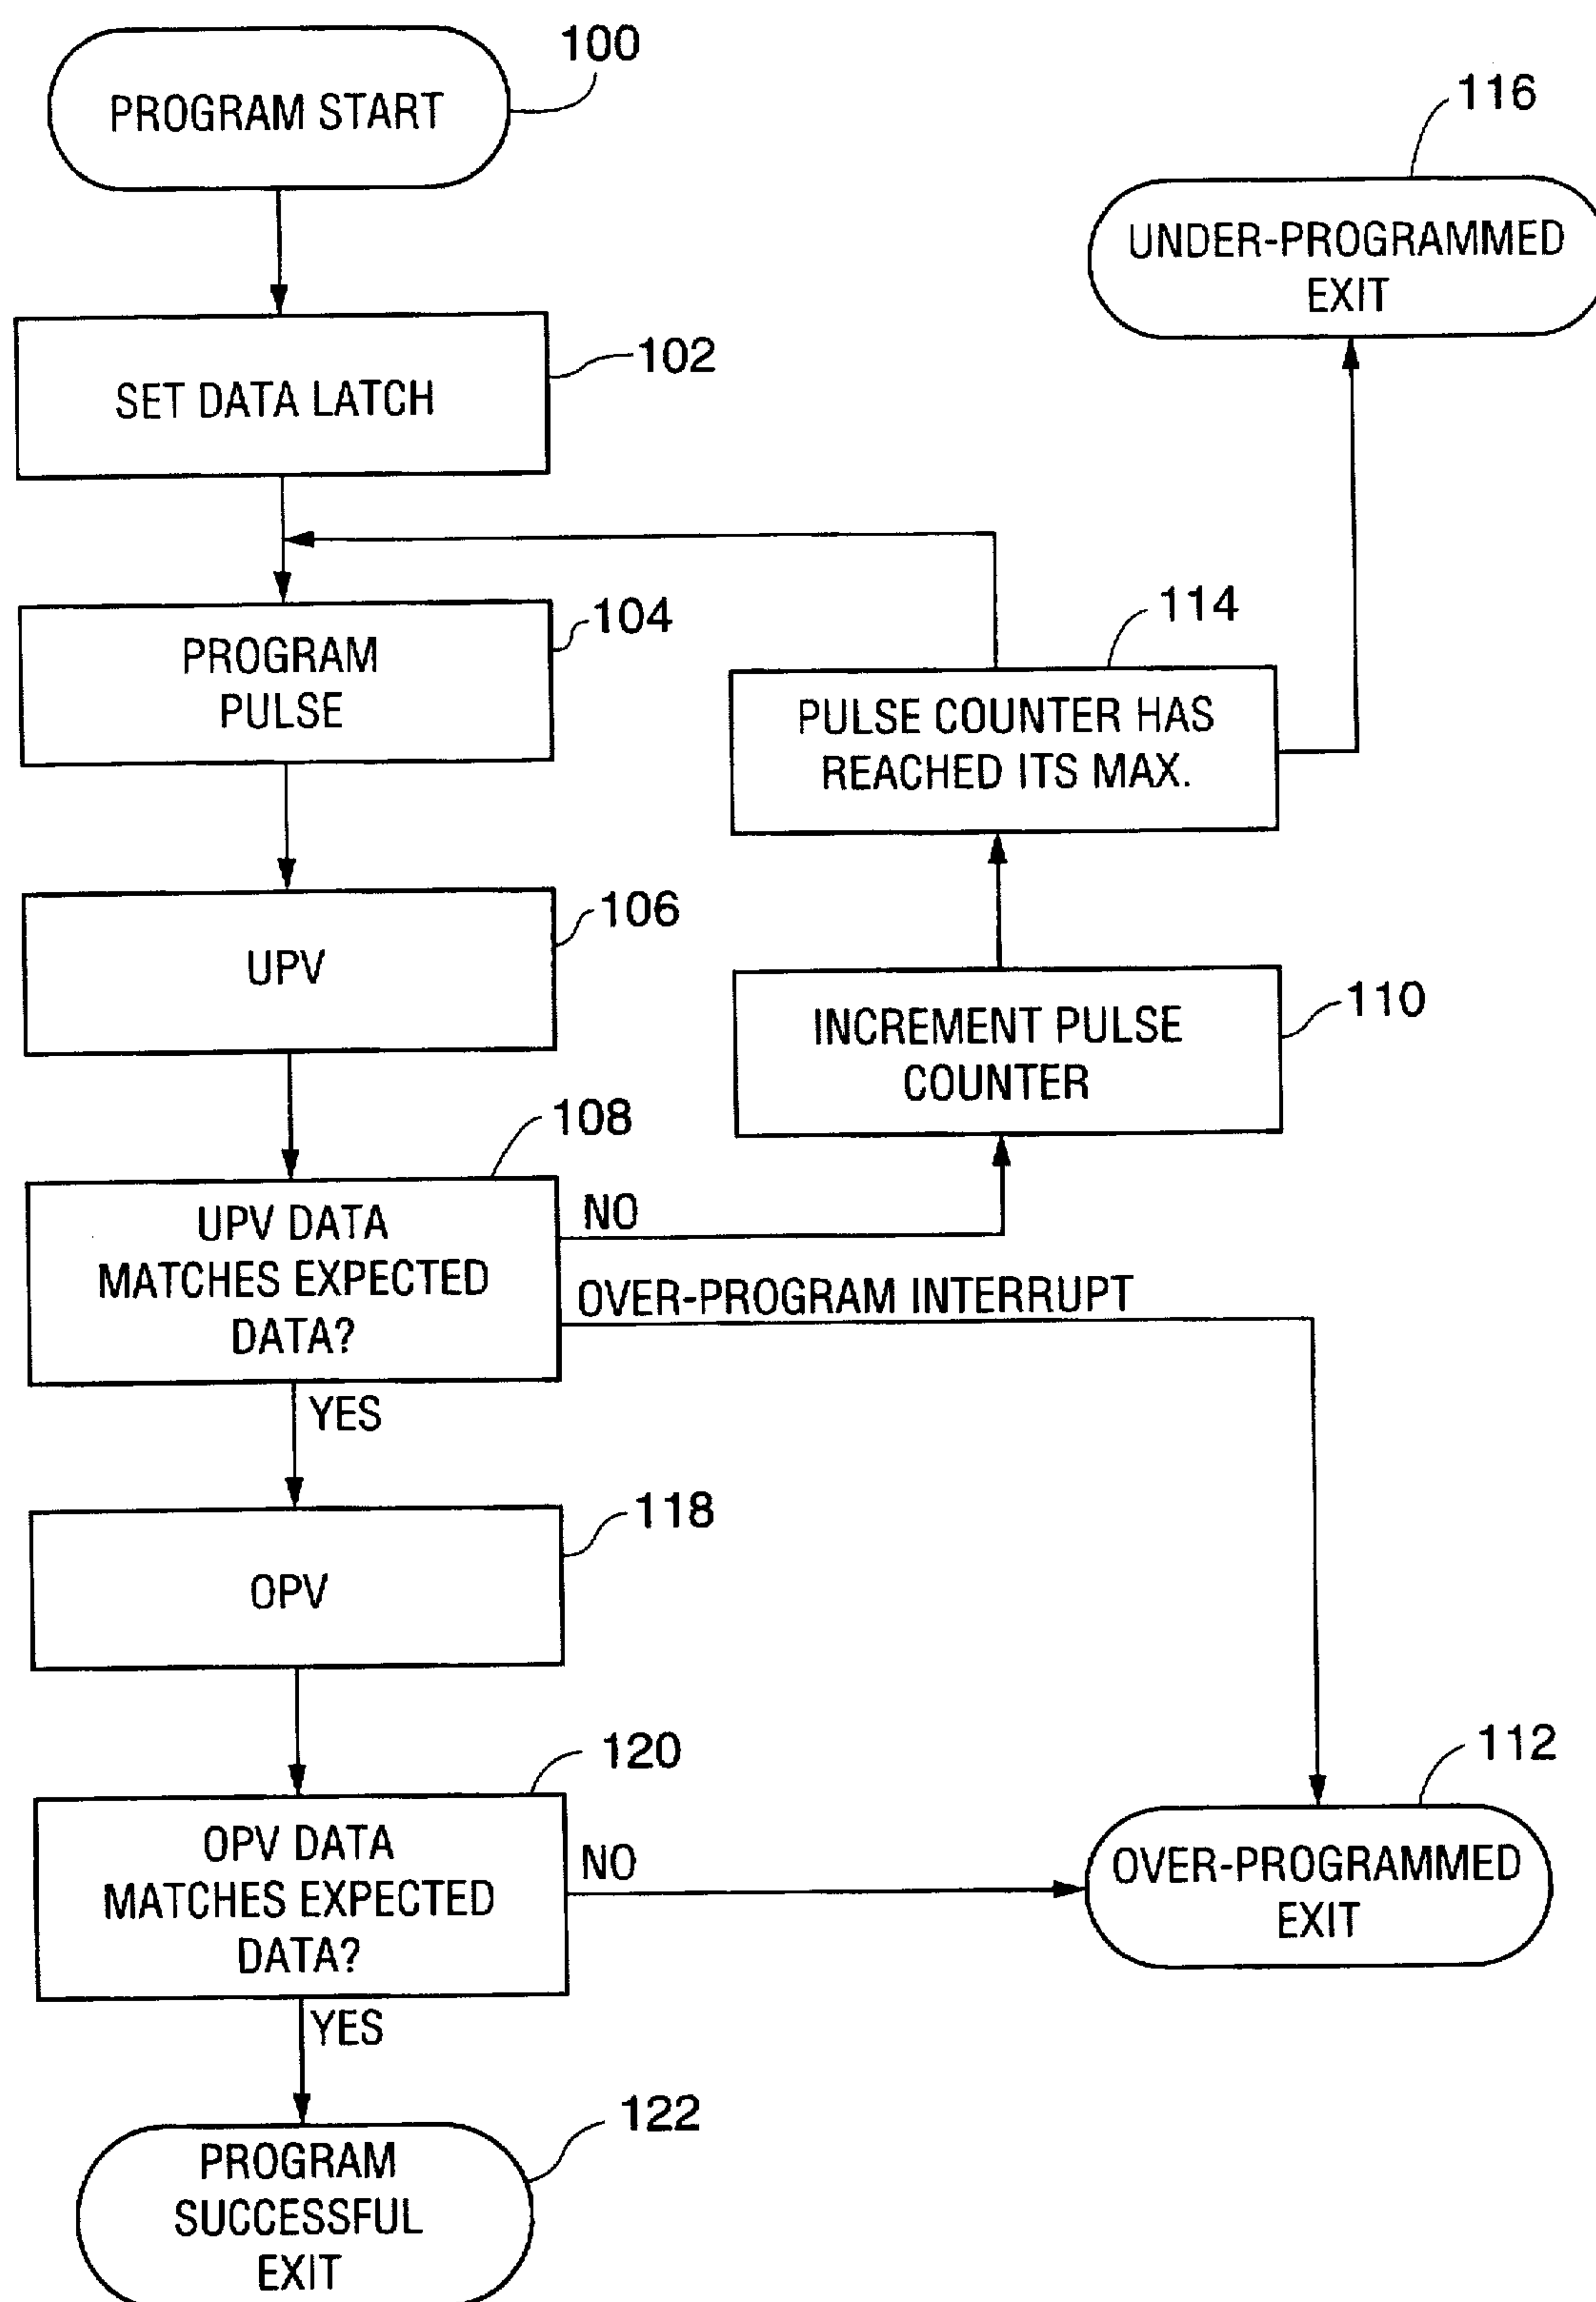 100
PROGRAM START
116
UNDER-PROGRAMMED
EXIT
102
SET DATA LATCH
104
PROGRAM
PULSE
114
PULSE COUNTER HAS
REACHED ITS MAX.
106
UPV
110
INCREMENT PULSE
COUNTER
108
UPV DATA
MATCHES EXPECTED
DATA?
NO
OVER-PROGRAM INTERRUPT
YES
118
OPV
120
OPV DATA
MATCHES EXPECTED
DATA?
NO
112
OVER-PROGRAMMED
EXIT
YES
122
PROGRAM
SUCCESSFUL
EXIT